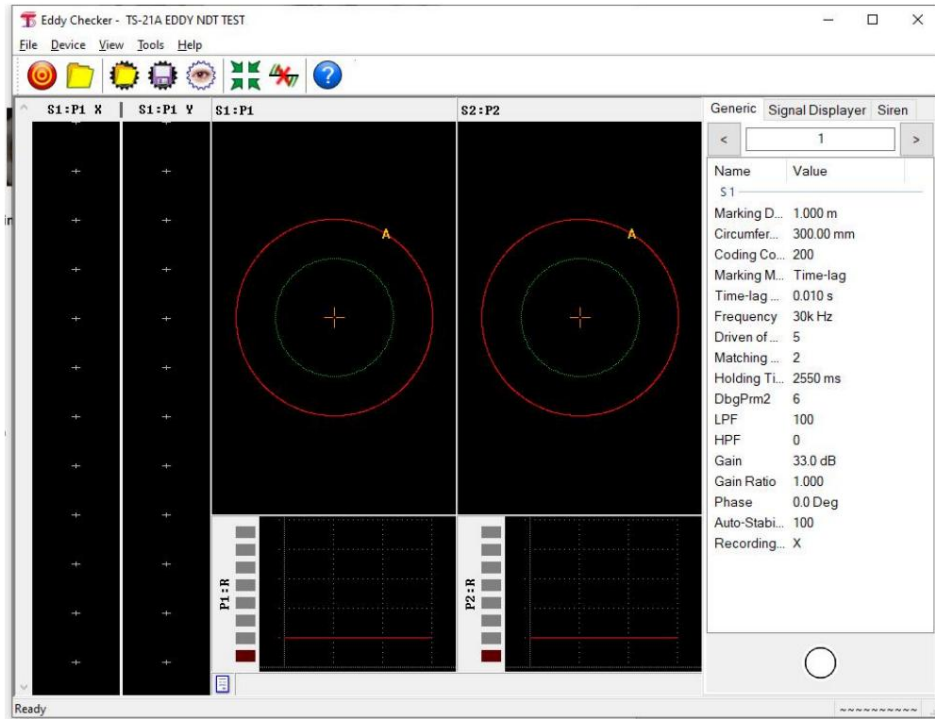 Eddy Checker - TS-21A EDDY NDT TEST
File Device View Tools Help
S1:P1 X
S1:P1 Y
S1:P1
S2:P2
A
A
P1:R
P2:R
Generic Signal Displayer Siren
< 1 >
Name Value
S1
Marking D... 1.000 m
Circumfer... 300.00 mm
Coding Co... 200
Marking M... Time-lag
Time-lag ... 0.010 s
Frequency 30k Hz
Driven of ... 5
Matching ... 2
Holding Ti... 2550 ms
DbgPrm2 6
LPF 100
HPF 0
Gain 33.0 dB
Gain Ratio 1.000
Phase 0.0 Deg
Auto-Stabi... 100
Recording... X
Ready
~~~~~~~~~~